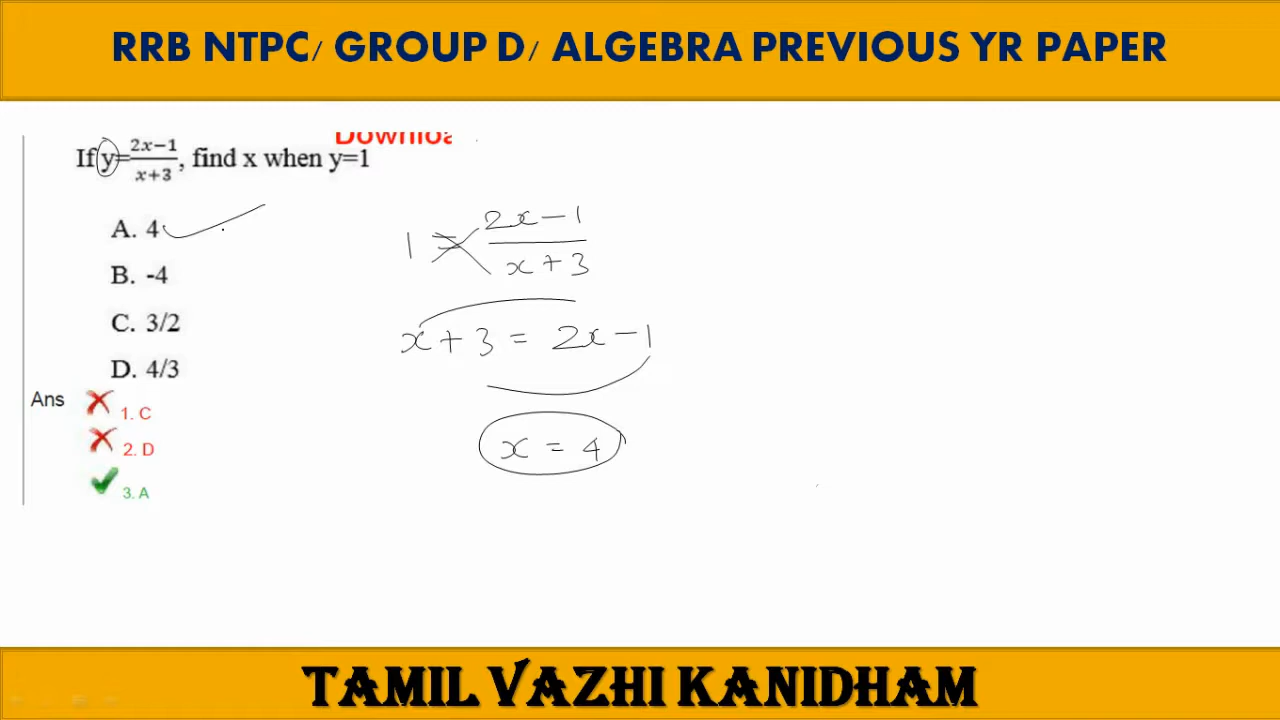 RRB NTPC/ GROUP D/ ALGEBRA PREVIOUS YR PAPER
If y=2x−1/x+3, find x when y=1
A. 4
B. -4
C. 3/2
D. 4/3
Ans
1. C
2. D
3. A
1 = 2x−1/x+3
x+3 = 2x−1
x = 4
TAMIL VAZHI KANIDHAM